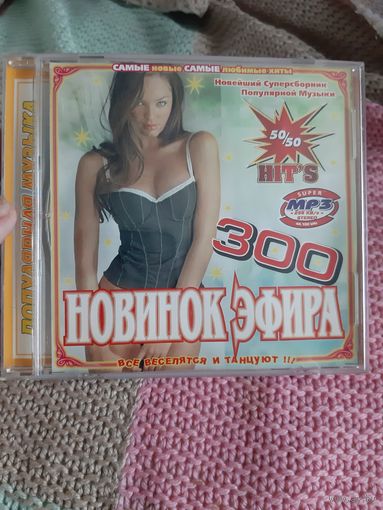 САМЫЕ новые САМЫЕ любимые хиты
Новейший Суперсборник
Популярной Музыки
50/50
HIT'S
SUPER
MP3
STEREO
300
НОВИНОК ЭФИРА
ВСЕ ВЕСЕЛЯТСЯ И ТАНЦУЮТ !!!
ПОПУЛЯРНАЯ МУЗЫКА